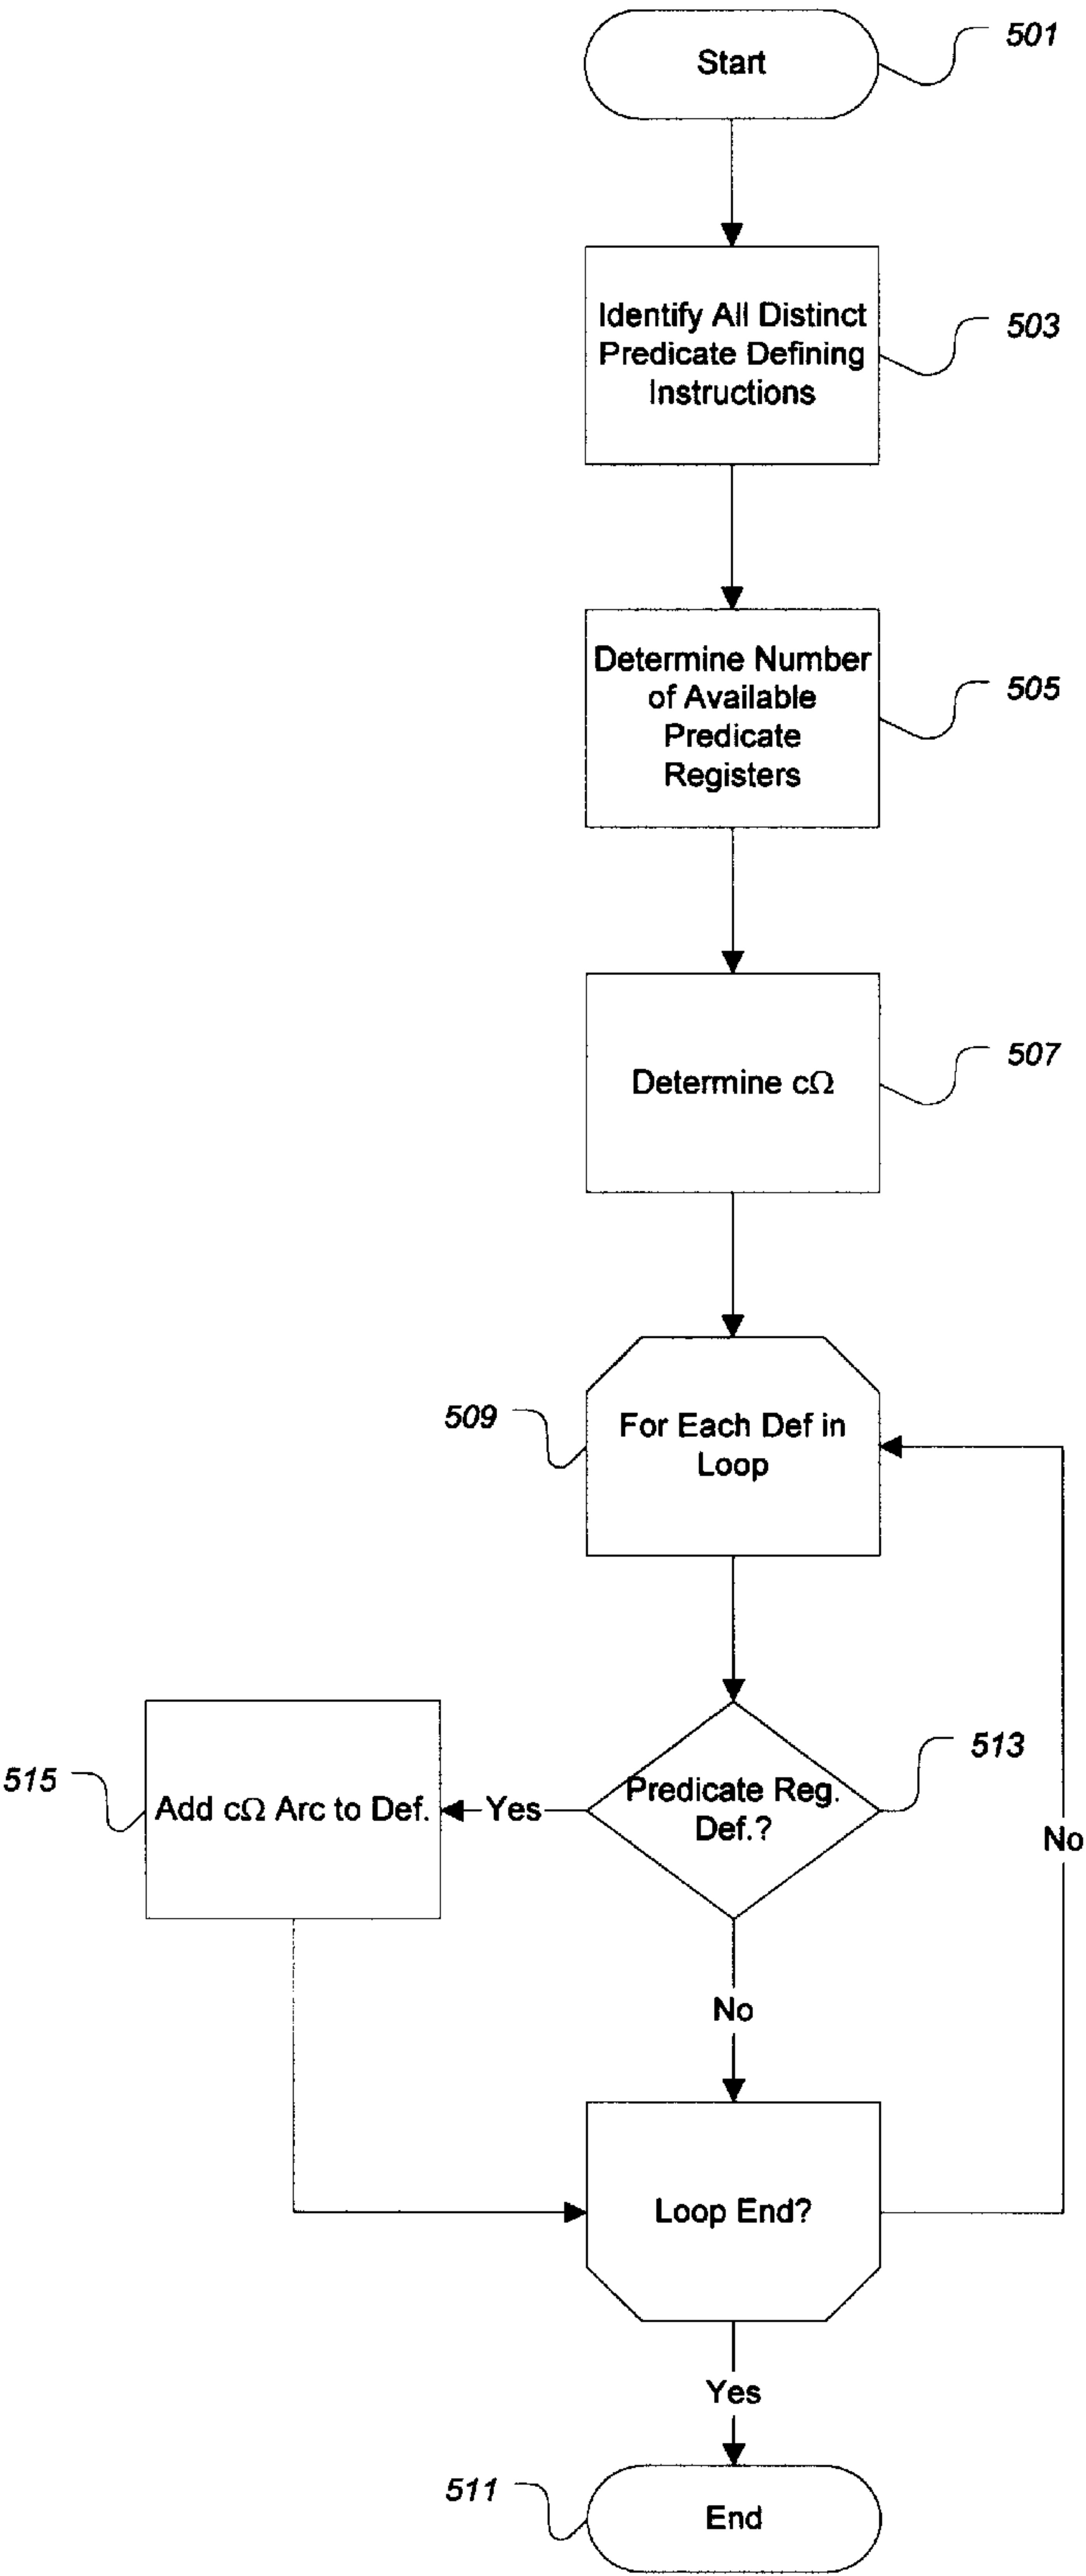 Start
501
Identify All Distinct
Predicate Defining
Instructions
503
Determine Number
of Available
Predicate
Registers
505
Determine cΩ
507
509
For Each Def in
Loop
515
Add cΩ Arc to Def.
Yes
Predicate Reg.
Def.?
513
No
No
Loop End?
Yes
511
End